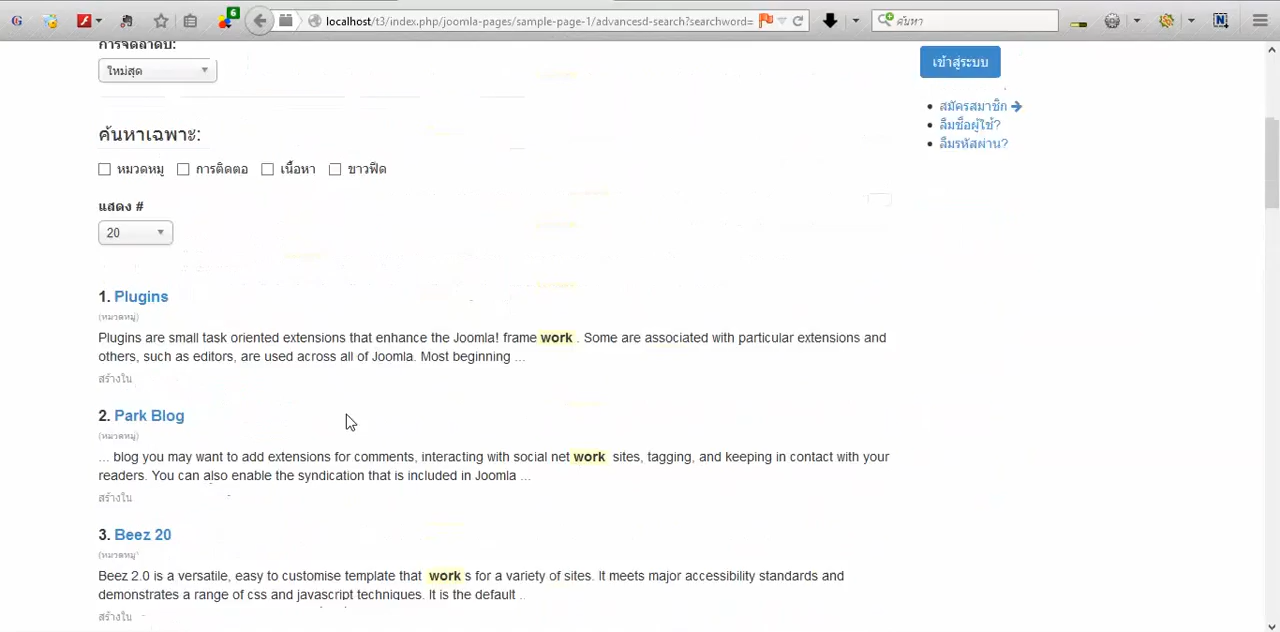 6
localhost/t3/index.php/joomla-pages/sample-page-1/advancesd-search?searchword=
ค้นหา
การจัดลำดับ:
ใหม่สุด
ค้นหาเฉพาะ:
หมวดหมู่ การติดต่อ เนื้อหา ข่าวฟีด
แสดง #
20
1. Plugins
(หมวดหมู่)
Plugins are small task oriented extensions that enhance the Joomla! frame work . Some are associated with particular extensions and
others, such as editors, are used across all of Joomla. Most beginning ...
สร้างใน
2. Park Blog
(หมวดหมู่)
... blog you may want to add extensions for comments, interacting with social net work sites, tagging, and keeping in contact with your
readers. You can also enable the syndication that is included in Joomla ...
สร้างใน
3. Beez 20
(หมวดหมู่)
Beez 2.0 is a versatile, easy to customise template that work s for a variety of sites. It meets major accessibility standards and
demonstrates a range of css and javascript techniques. It is the default ..
สร้างใน
เข้าสู่ระบบ
สมัครสมาชิก
ลืมชื่อผู้ใช้?
ลืมรหัสผ่าน?